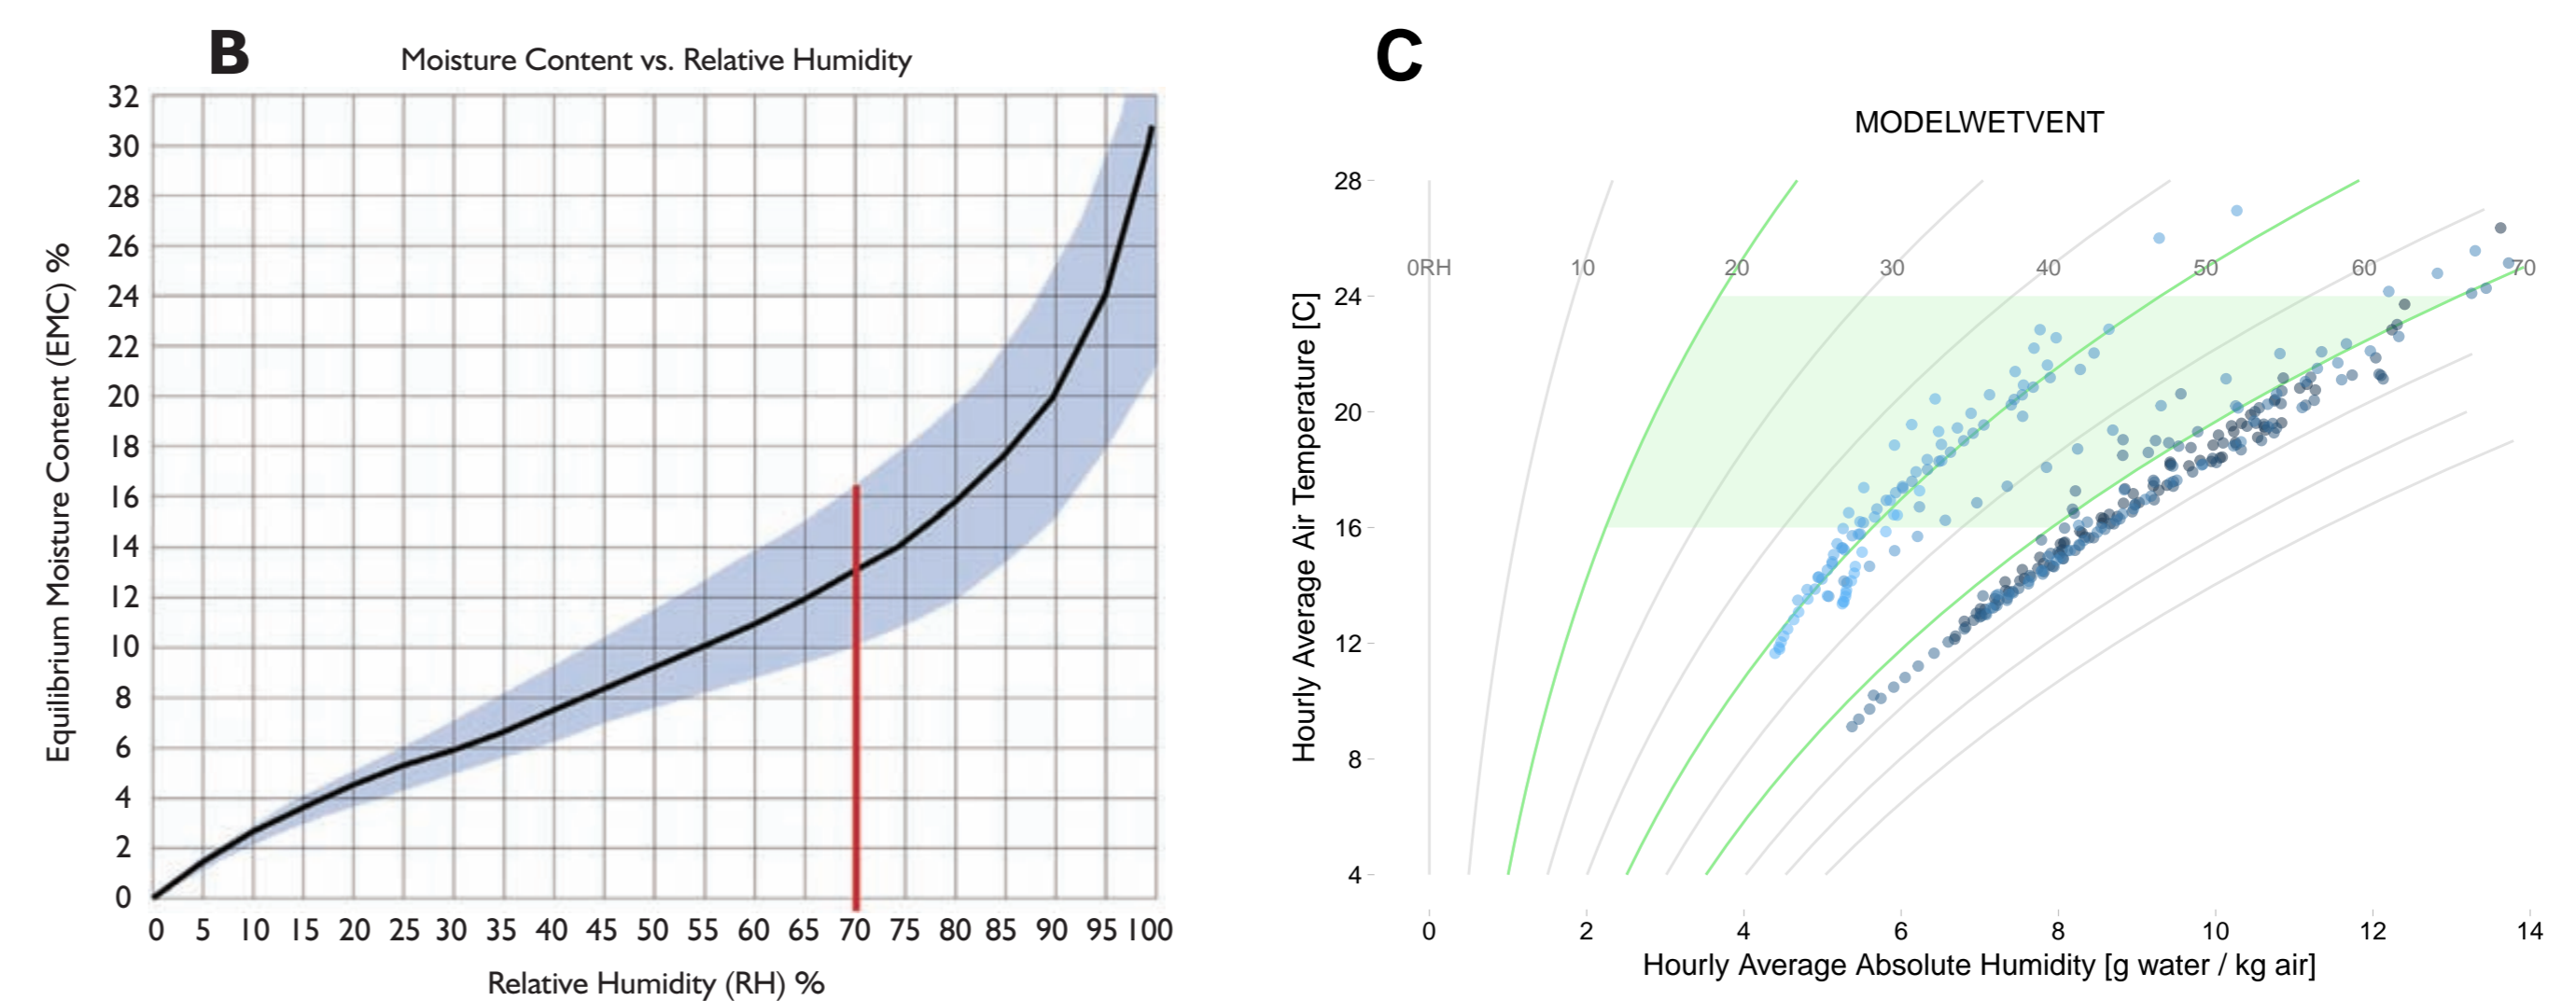 B
Moisture Content vs. Relative Humidity
Equilibrium Moisture Content (EMC) %
32
30
28
26
24
22
20
18
16
14
12
10
8
6
4
2
0
0 5 10 15 20 25 30 35 40 45 50 55 60 65 70 75 80 85 90 95 100
Relative Humidity (RH) %
C
MODELWETVENT
Hourly Average Air Temperature [C]
28
24
20
16
12
8
4
0RH 10 20 30 40 50 60 70
0 2 4 6 8 10 12 14
Hourly Average Absolute Humidity [g water / kg air]